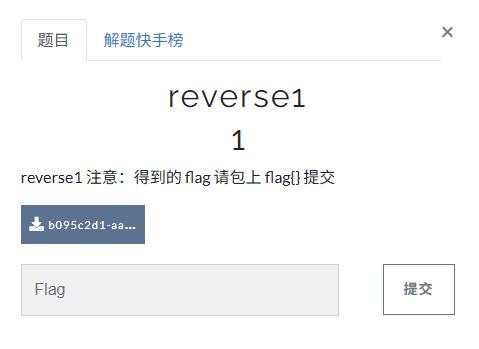 题目 解题快手榜 ×
reverse1
1
reverse1 注意：得到的 flag 请包上 flag{} 提交
b095c2d1-aa...
Flag 提交